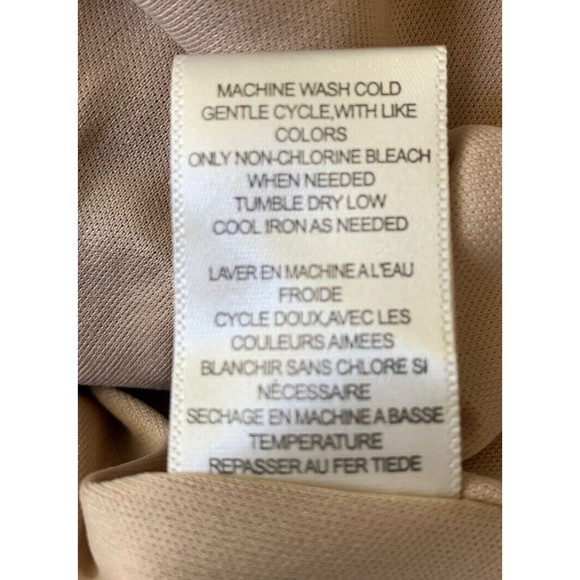 MACHINE WASH COLD
GENTLE CYCLE,WITH LIKE
COLORS
ONLY NON-CHLORINE BLEACH
WHEN NEEDED
TUMBLE DRY LOW
COOL IRON AS NEEDED
LAVER EN MACHINE A L'EAU
FROIDE
CYCLE DOUX,AVEC LES
COULEURS AIMEES
BLANCHIR SANS CHLORE SI
NÉCESSAIRE
SECHAGE EN MACHINE A BASSE
TEMPERATURE
REPASSER AU FER TIEDE